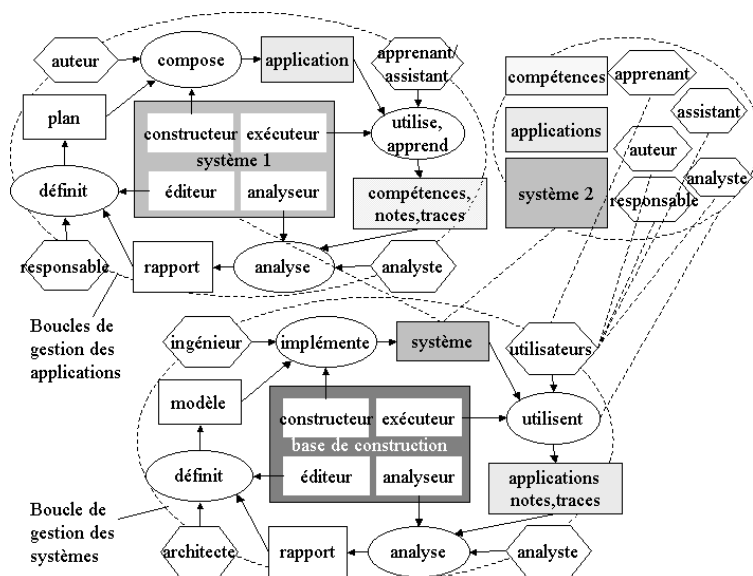 auteur
compose
application
apprenant/
assistant
plan
constructeur
exécuteur
système 1
éditeur
analyseur
utilise,
apprend
définit
compétences,
notes,traces
responsable
rapport
analyse
analyste
Boucles de
gestion des
applications
compétences
apprenant
assistant
applications
auteur
système 2
analyste
responsable
ingénieur
implémente
système
utilisateurs
modèle
constructeur
exécuteur
base de construction
éditeur
analyseur
utilisent
définit
applications
notes,traces
Boucle de
gestion des
systèmes
architecte
rapport
analyse
analyste